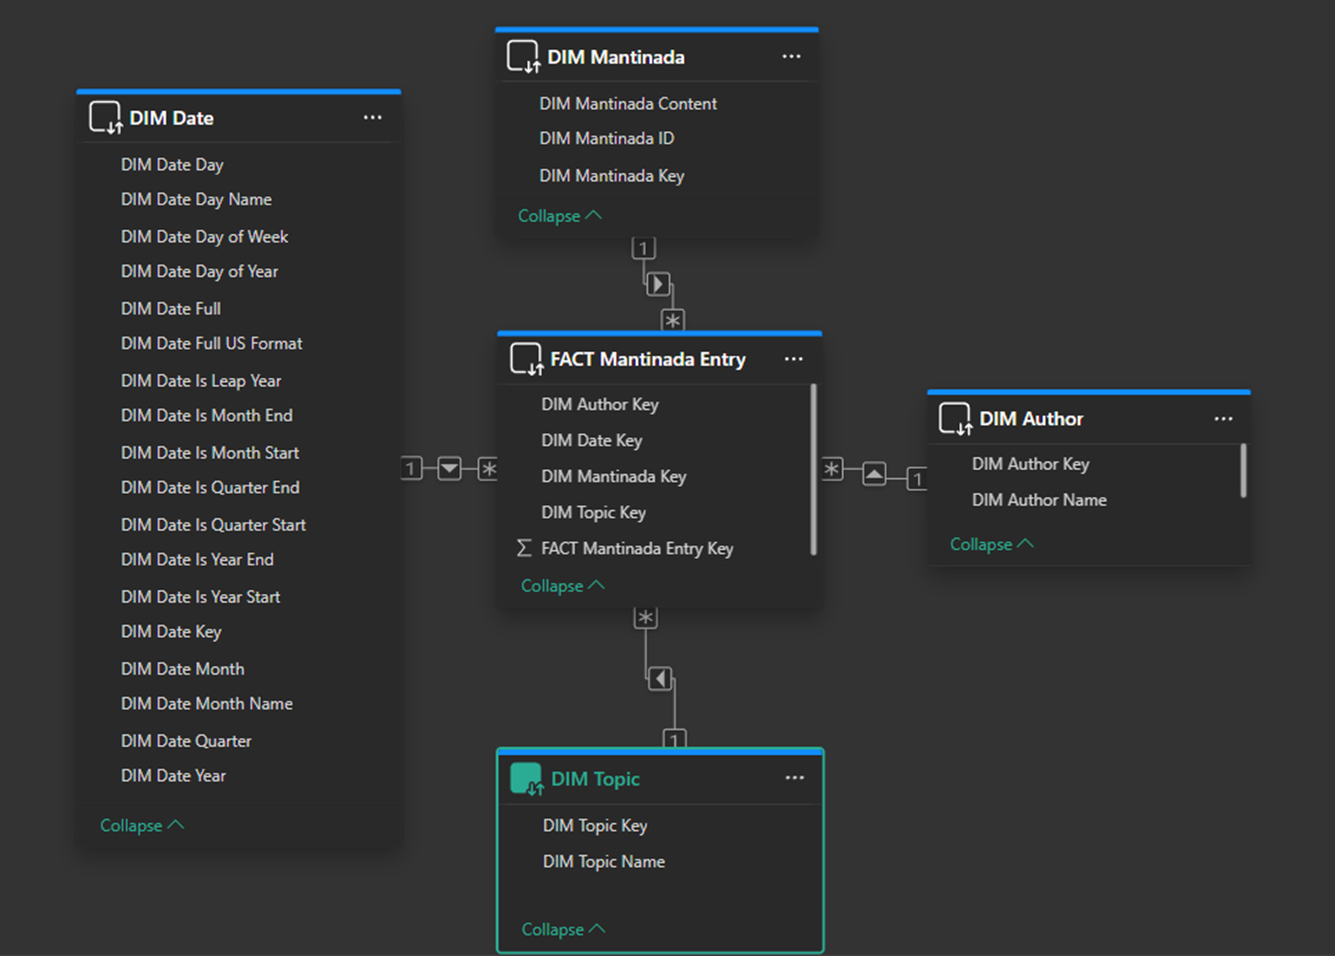 DIM Mantinada
DIM Mantinada Content
DIM Mantinada ID
DIM Mantinada Key
Collapse
1
*
DIM Date
DIM Date Day
DIM Date Day Name
DIM Date Day of Week
DIM Date Day of Year
DIM Date Full
DIM Date Full US Format
DIM Date Is Leap Year
DIM Date Is Month End
DIM Date Is Month Start
DIM Date Is Quarter End
DIM Date Is Quarter Start
DIM Date Is Year End
DIM Date Is Year Start
DIM Date Key
DIM Date Month
DIM Date Month Name
DIM Date Quarter
DIM Date Year
Collapse
1
*
FACT Mantinada Entry
DIM Author Key
DIM Date Key
DIM Mantinada Key
DIM Topic Key
Σ FACT Mantinada Entry Key
Collapse
*
1
DIM Author
DIM Author Key
DIM Author Name
Collapse
*
1
DIM Topic
DIM Topic Key
DIM Topic Name
Collapse